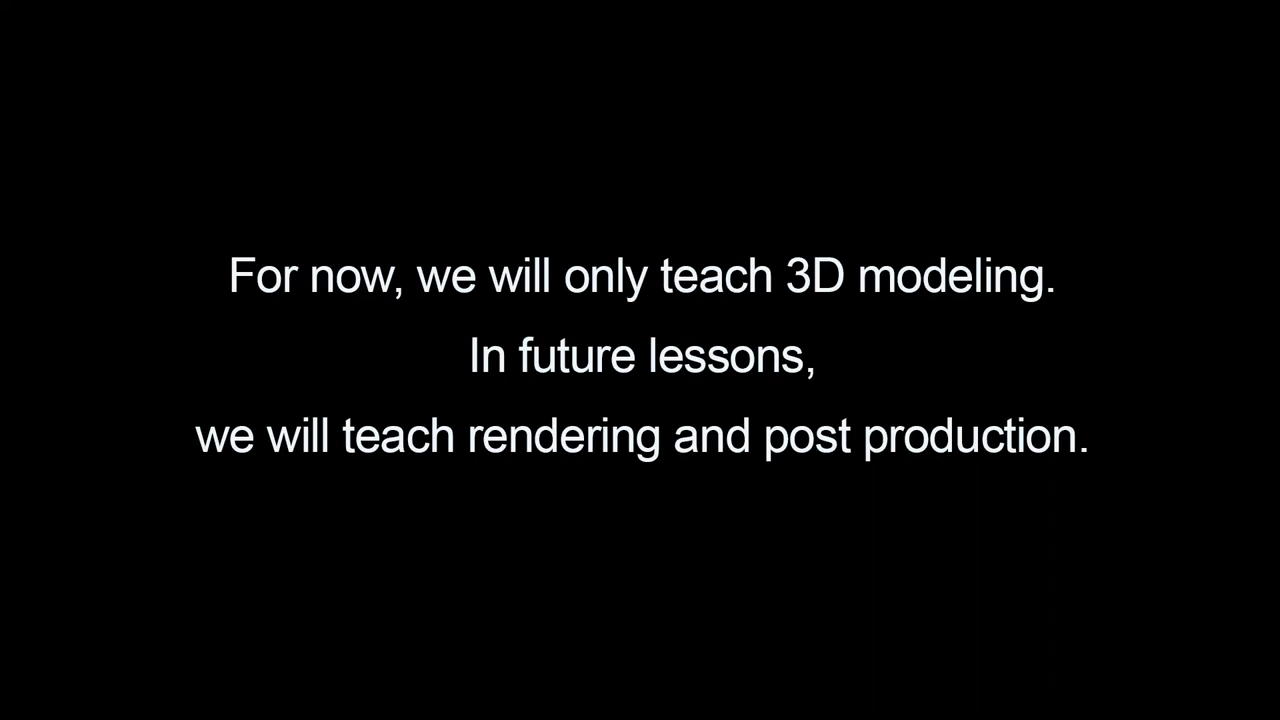 For now, we will only teach 3D modeling.
In future lessons,
we will teach rendering and post production.